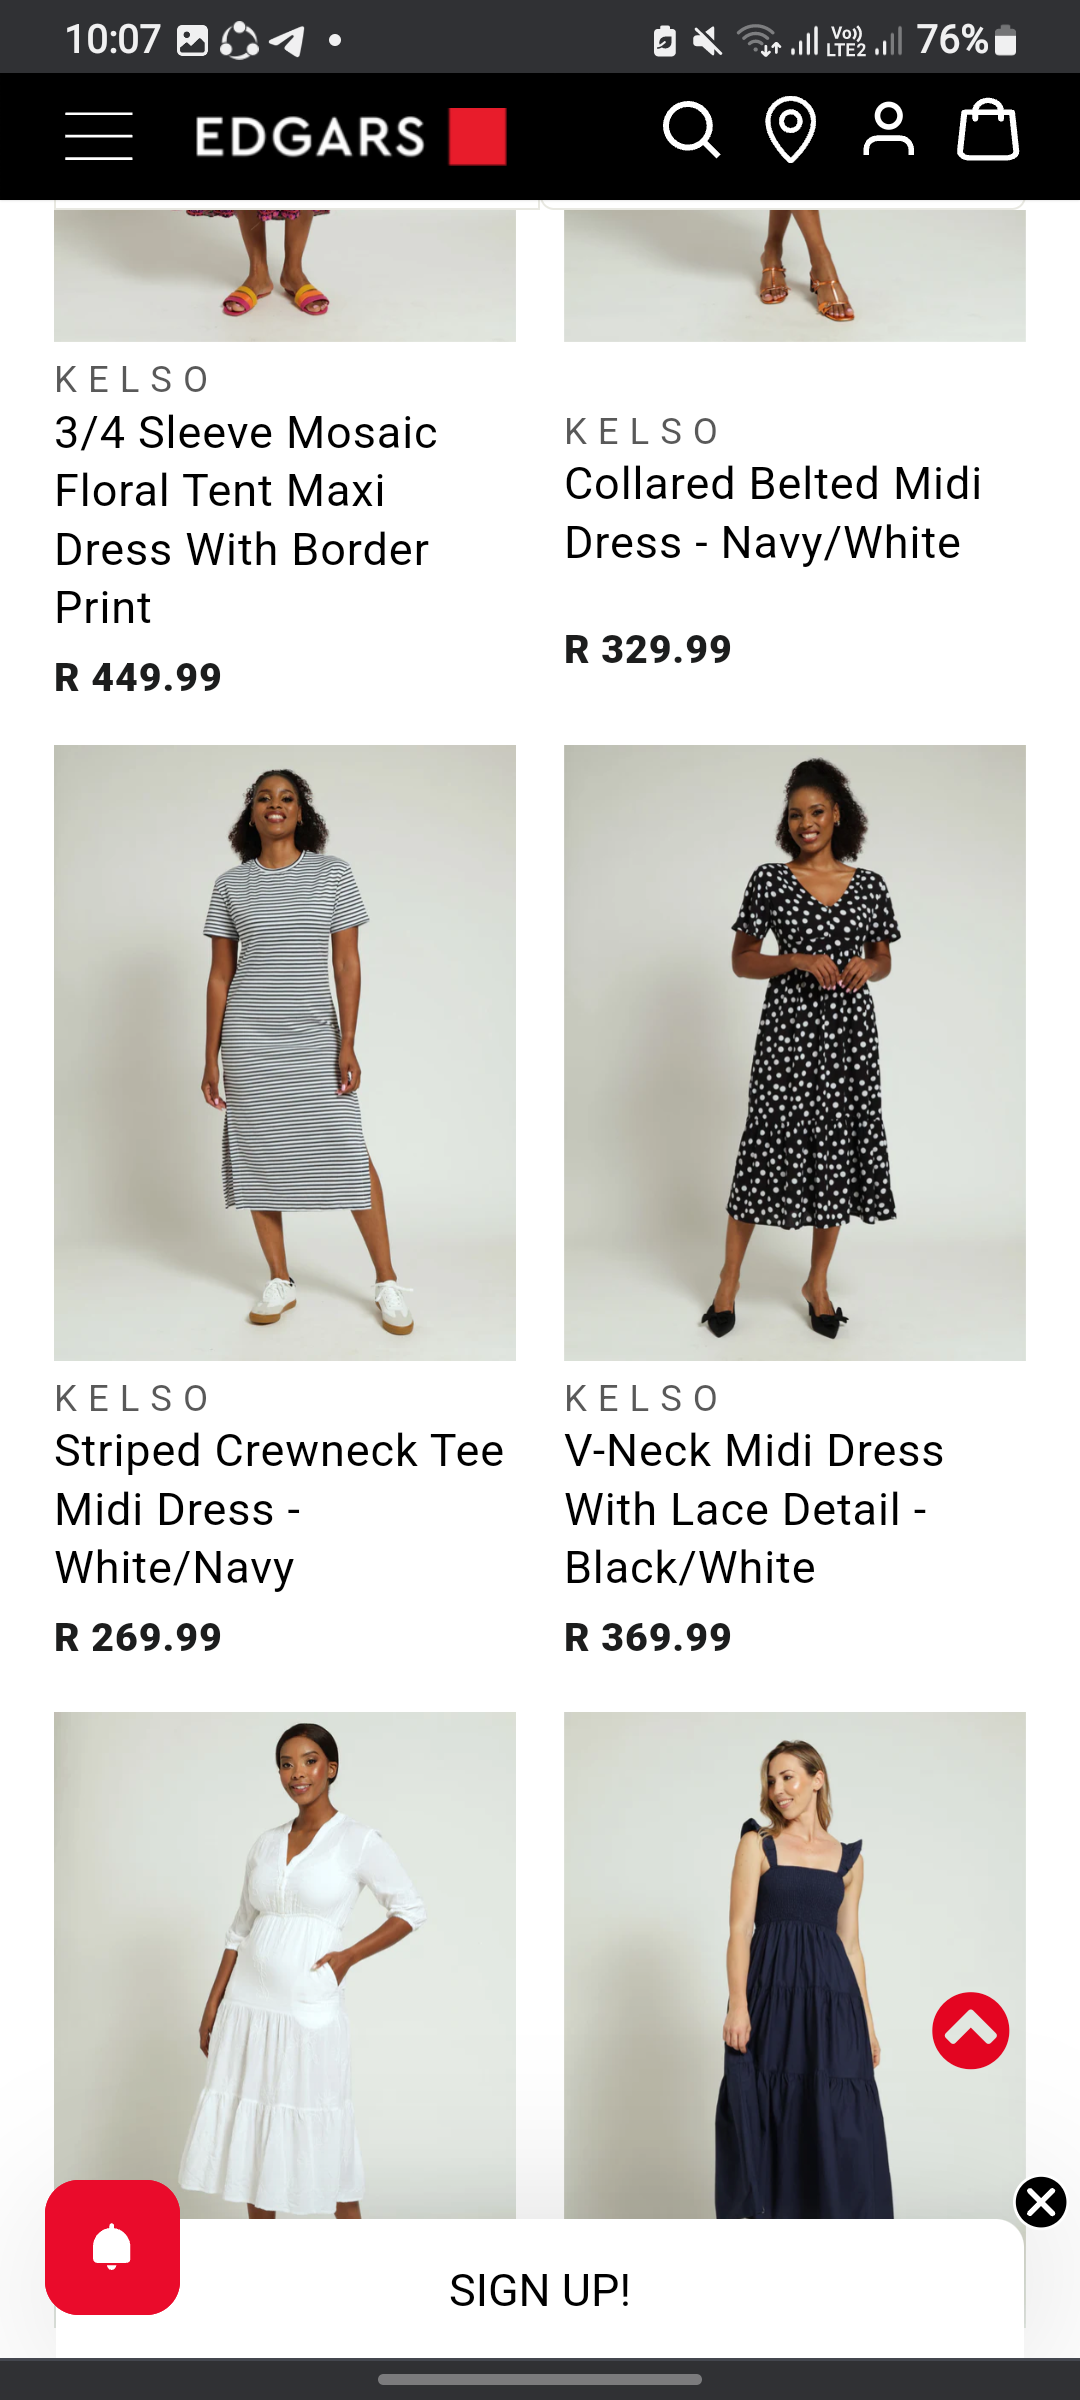 10:07
Vo))
LTE2
76%
EDGARS
KELSO
3/4 Sleeve Mosaic
Floral Tent Maxi
Dress With Border
Print
R 449.99
KELSO
Collared Belted Midi
Dress - Navy/White
R 329.99
KELSO
Striped Crewneck Tee
Midi Dress -
White/Navy
R 269.99
KELSO
V-Neck Midi Dress
With Lace Detail -
Black/White
R 369.99
SIGN UP!